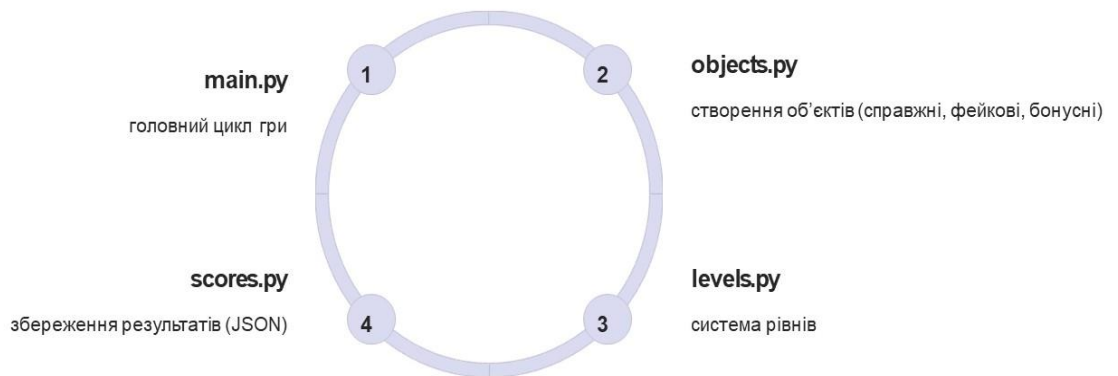 main.py
1
головний цикл гри
2
objects.py
створення об’єктів (справжні, фейкові, бонусні)
3
levels.py
система рівнів
4
scores.py
збереження результатів (JSON)